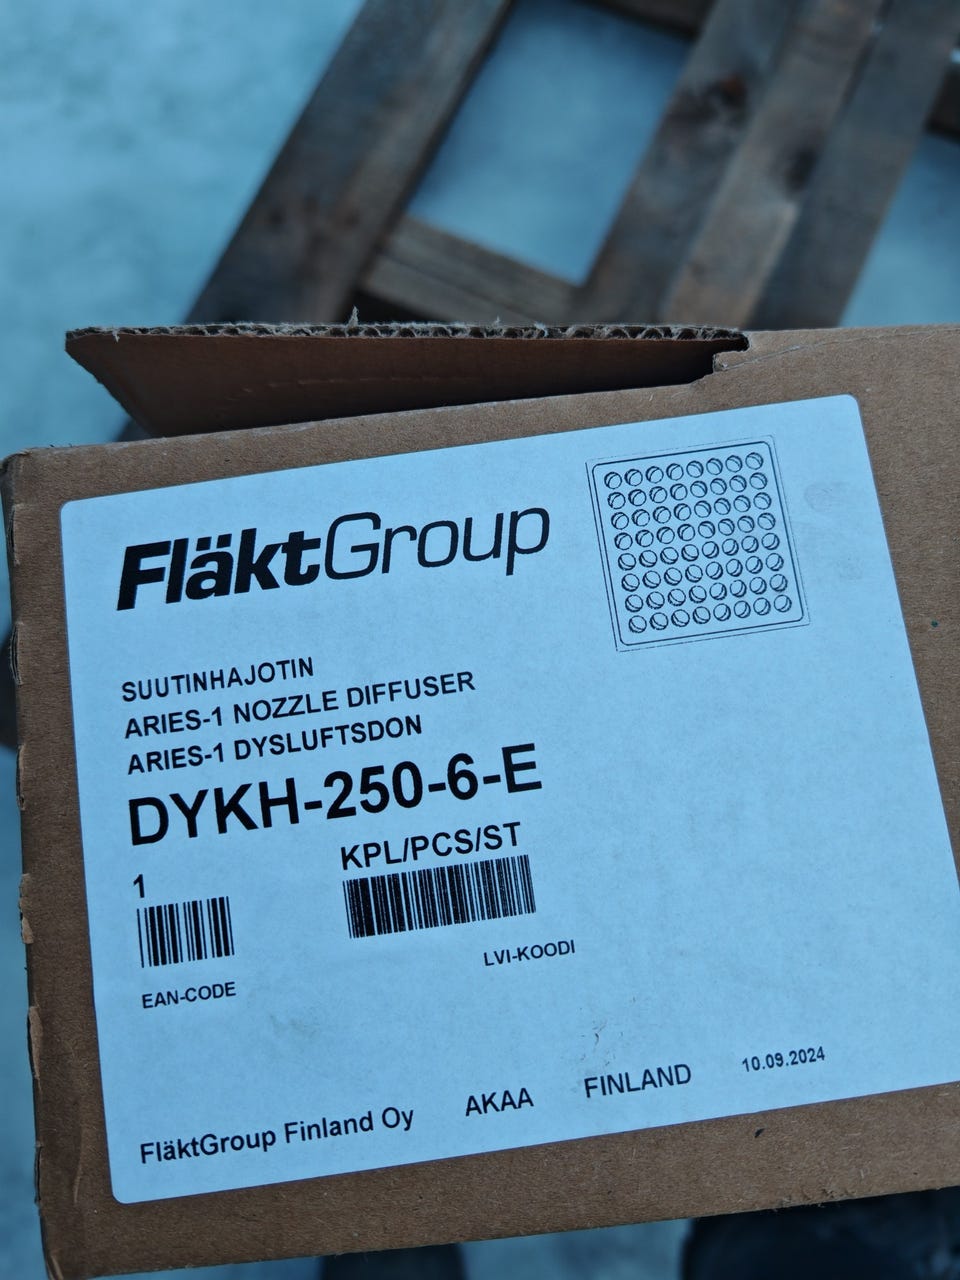 FläktGroup
SUUTINHAJOTIN
ARIES-1 NOZZLE DIFFUSER
ARIES-1 DYSLUFTSDON
DYKH-250-6-E
1 KPL/PCS/ST
EAN-CODE LVI-KOODI
FläktGroup Finland Oy AKAA FINLAND 10.09.2024